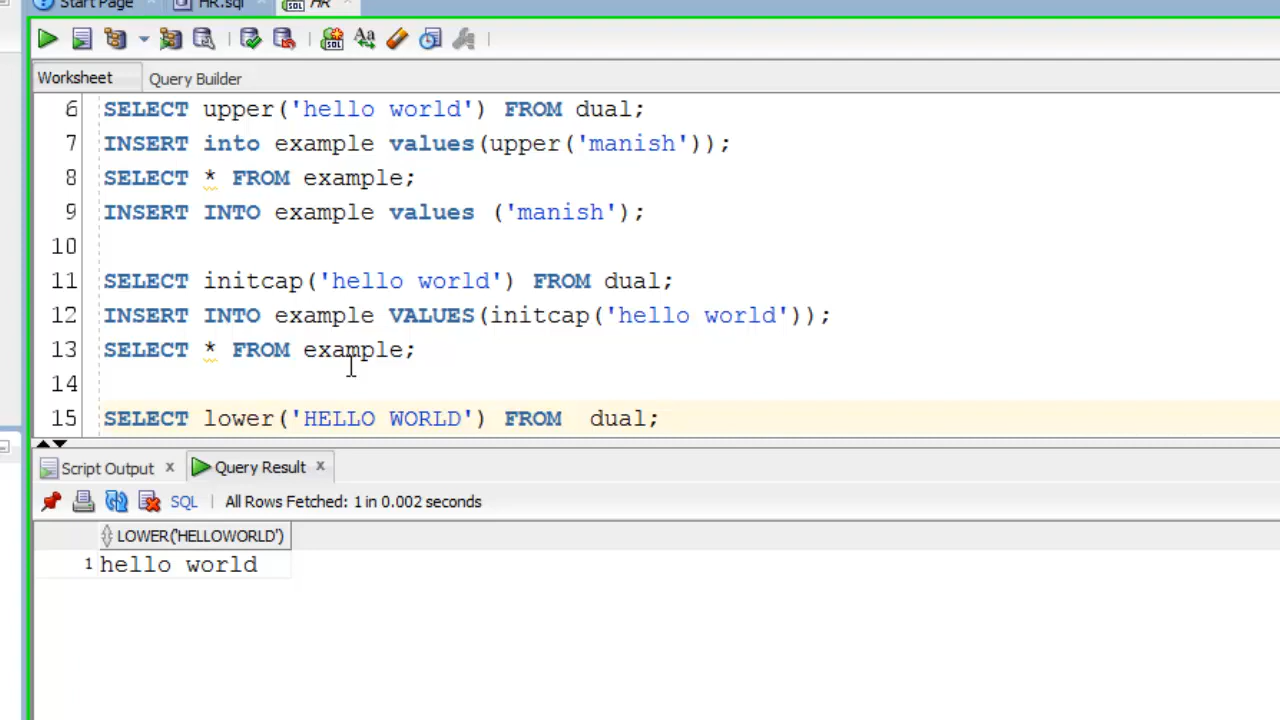 Start Page HR.sql HR
Worksheet Query Builder
6 SELECT upper('hello world') FROM dual;
7 INSERT into example values(upper('manish'));
8 SELECT * FROM example;
9 INSERT INTO example values ('manish');
10
11 SELECT initcap('hello world') FROM dual;
12 INSERT INTO example VALUES(initcap('hello world'));
13 SELECT * FROM example;
14
15 SELECT lower('HELLO WORLD') FROM  dual;
Script Output x Query Result x
SQL | All Rows Fetched: 1 in 0.002 seconds
LOWER('HELLOWORLD')
1 hello world